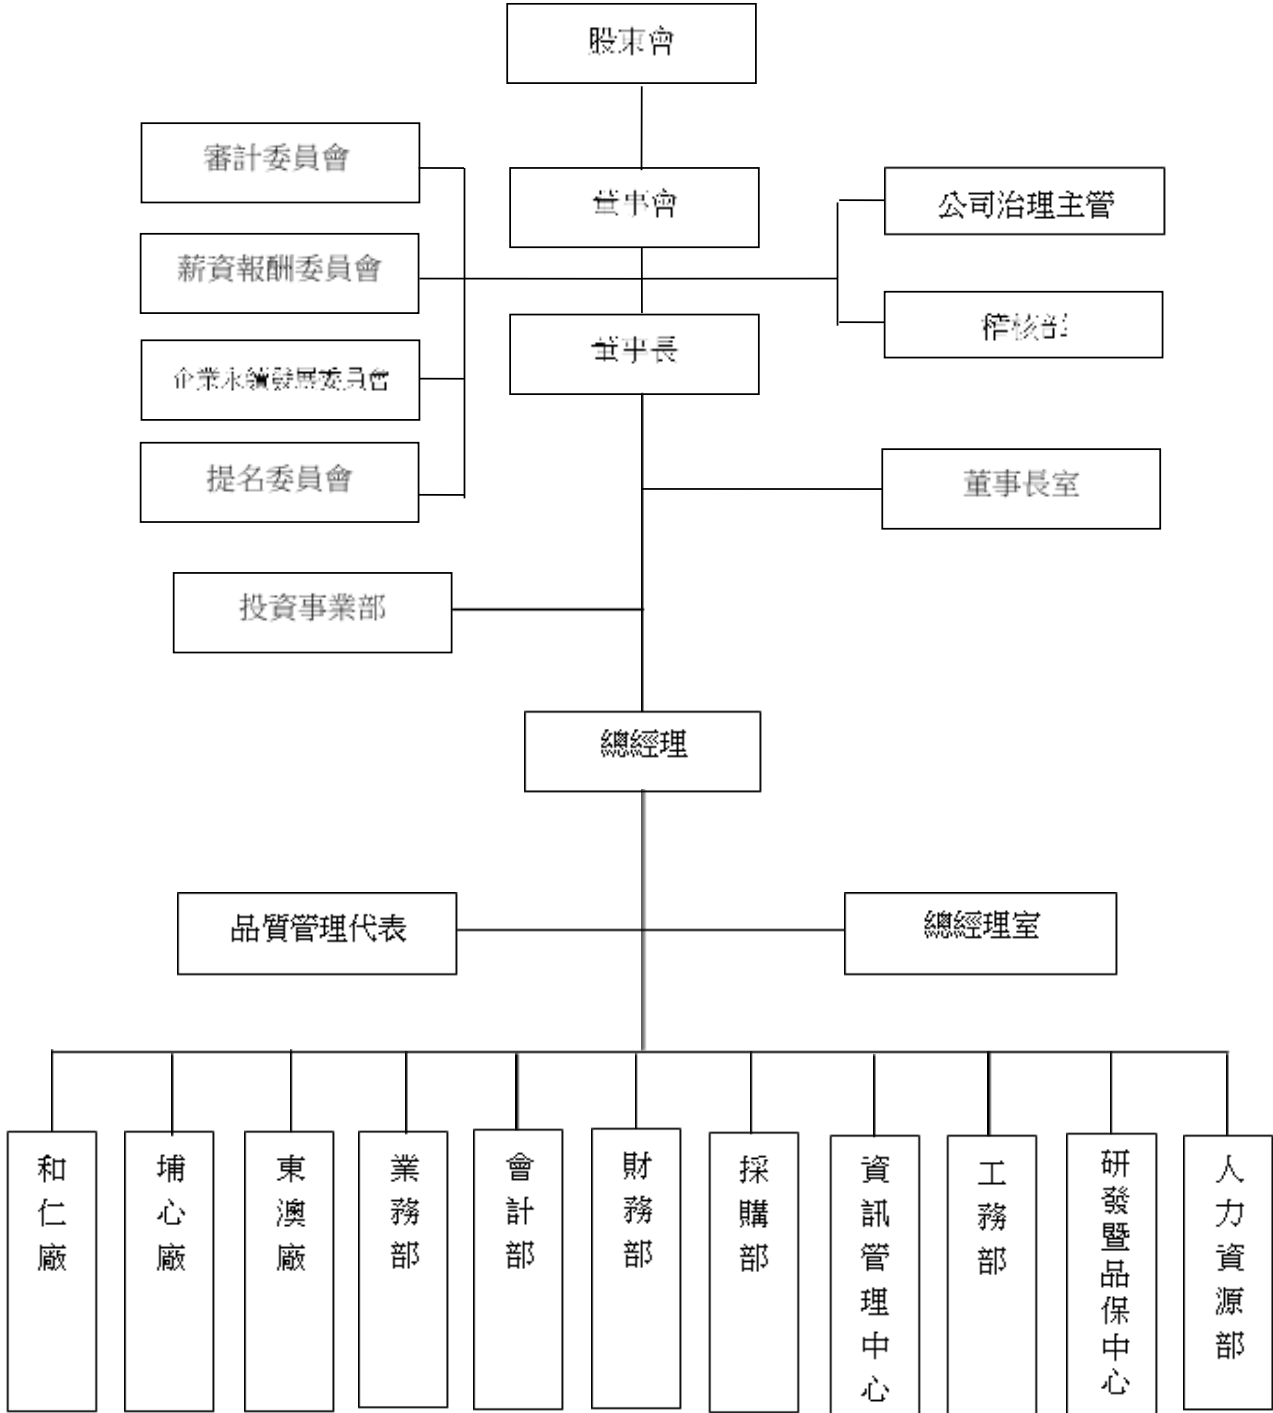 股東會
審計委員會
董事會
公司治理主管
薪資報酬委員會
稽核部
董事長
企業永續發展委員會
提名委員會
董事長室
投資事業部
總經理
品質管理代表
總經理室
和仁廠
埔心廠
東澳廠
業務部
會計部
財務部
採購部
資訊管理中心
工務部
研發暨品保中心
人力資源部